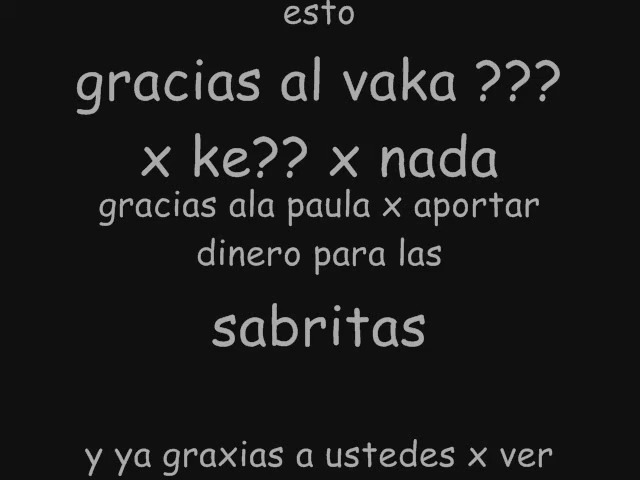 esto
gracias al vaka ???
x ke?? x nada
gracias ala paula x aportar
dinero para las
sabritas
y ya graxias a ustedes x ver